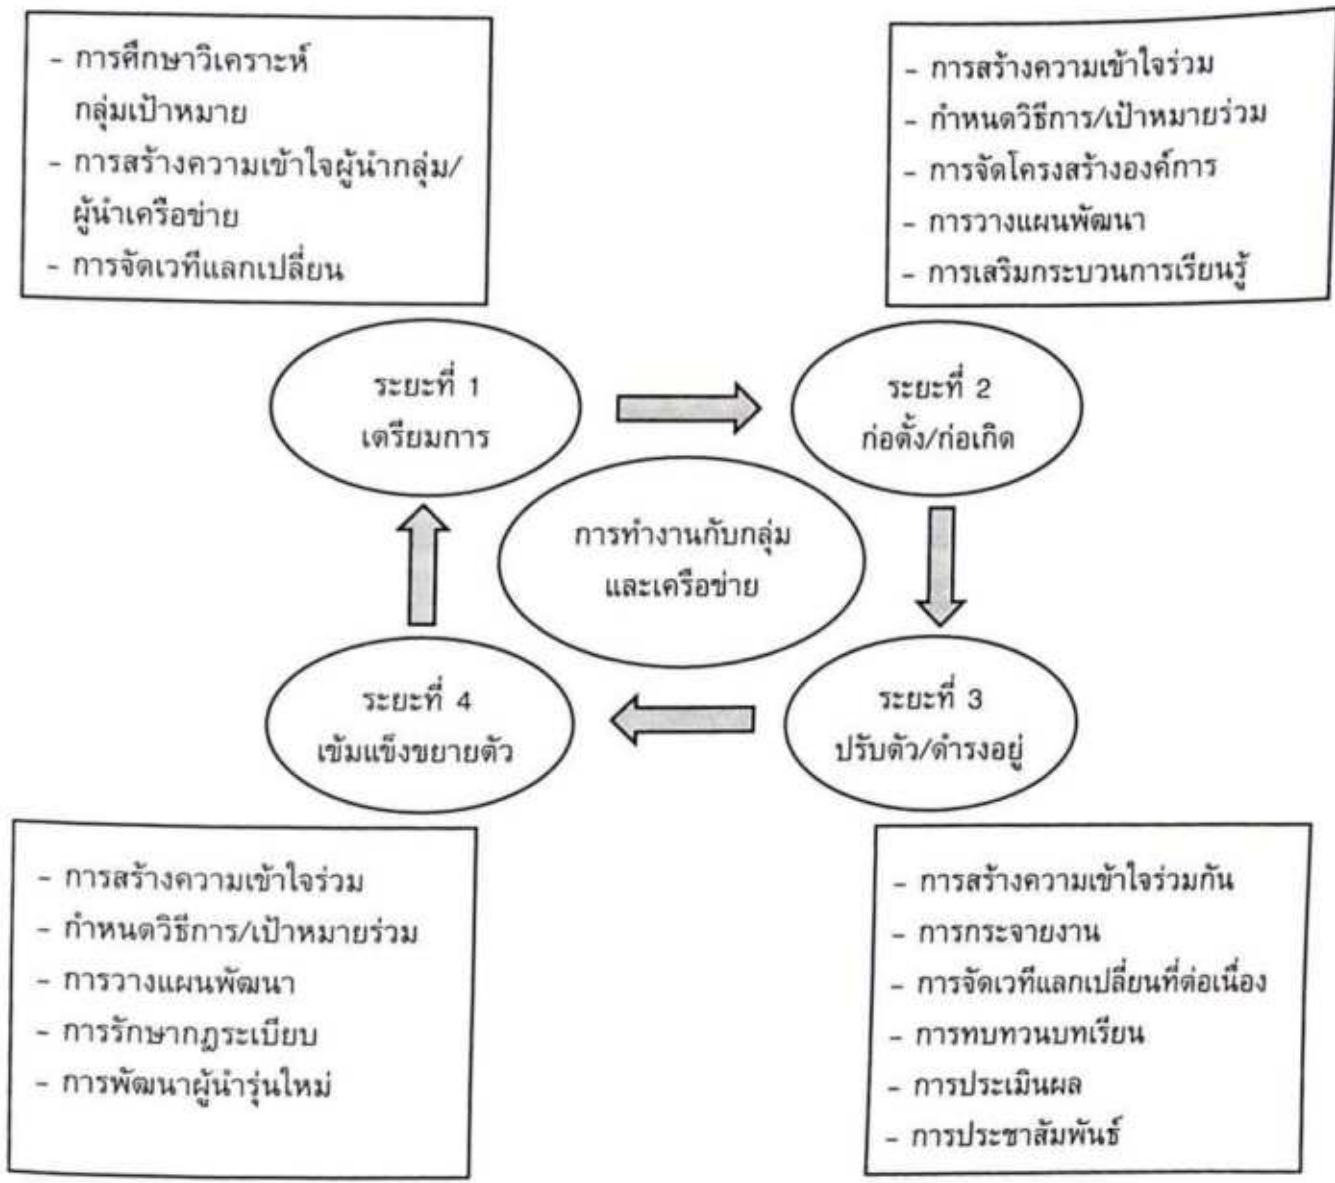 - การศึกษาวิเคราะห์
กลุ่มเป้าหมาย
- การสร้างความเข้าใจผู้นำกลุ่ม/
ผู้นำเครือข่าย
- การจัดเวทีแลกเปลี่ยน
- การสร้างความเข้าใจร่วม
- กำหนดวิธีการ/เป้าหมายร่วม
- การจัดโครงสร้างองค์การ
- การวางแผนพัฒนา
- การเสริมกระบวนการเรียนรู้
ระยะที่ 1
เตรียมการ
ระยะที่ 2
ก่อตั้ง/ก่อเกิด
การทำงานกับกลุ่ม
และเครือข่าย
ระยะที่ 4
เข้มแข็งขยายตัว
ระยะที่ 3
ปรับตัว/ดำรงอยู่
- การสร้างความเข้าใจร่วม
- กำหนดวิธีการ/เป้าหมายร่วม
- การวางแผนพัฒนา
- การรักษากฎระเบียบ
- การพัฒนาผู้นำรุ่นใหม่
- การสร้างความเข้าใจร่วมกัน
- การกระจายงาน
- การจัดเวทีแลกเปลี่ยนที่ต่อเนื่อง
- การทบทวนบทเรียน
- การประเมินผล
- การประชาสัมพันธ์